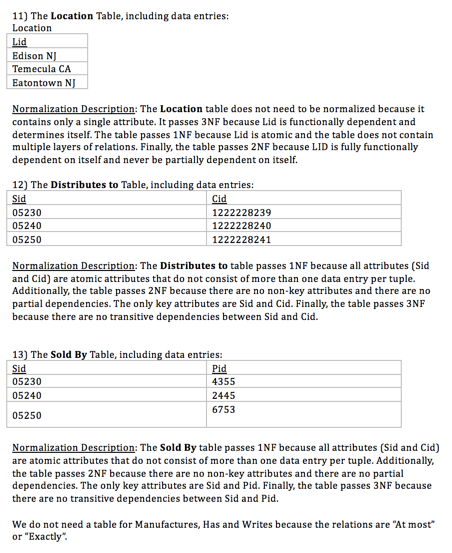 11) The Location Table, including data entries:
Location
Lid
Edison NJ
Temecula CA
Eatontown NJ
Normalization Description: The Location table does not need to be normalized because it
contains only a single attribute. It passes 3NF because Lid is functionally dependent and
determines itself. The table passes 1NF because Lid is atomic and the table does not contain
multiple layers of relations. Finally, the table passes 2NF because LID is fully functionally
dependent on itself and never be partially dependent on itself.
12) The Distributes to Table, including data entries:
Sid Cid
05230 1222228239
05240 1222228240
05250 1222228241
Normalization Description: The Distributes to table passes 1NF because all attributes (Sid
and Cid) are atomic attributes that do not consist of more than one data entry per tuple.
Additionally, the table passes 2NF because there are no non-key attributes and there are no
partial dependencies. The only key attributes are Sid and Cid. Finally, the table passes 3NF
because there are no transitive dependencies between Sid and Cid.
13) The Sold By Table, including data entries:
Sid Pid
05230 4355
05240 2445
05250 6753
Normalization Description: The Sold By table passes 1NF because all attributes (Sid and Cid)
are atomic attributes that do not consist of more than one data entry per tuple. Additionally,
the table passes 2NF because there are no non-key attributes and there are no partial
dependencies. The only key attributes are Sid and Pid. Finally, the table passes 3NF because
there are no transitive dependencies between Sid and Pid.
We do not need a table for Manufactures, Has and Writes because the relations are "At most"
or "Exactly".